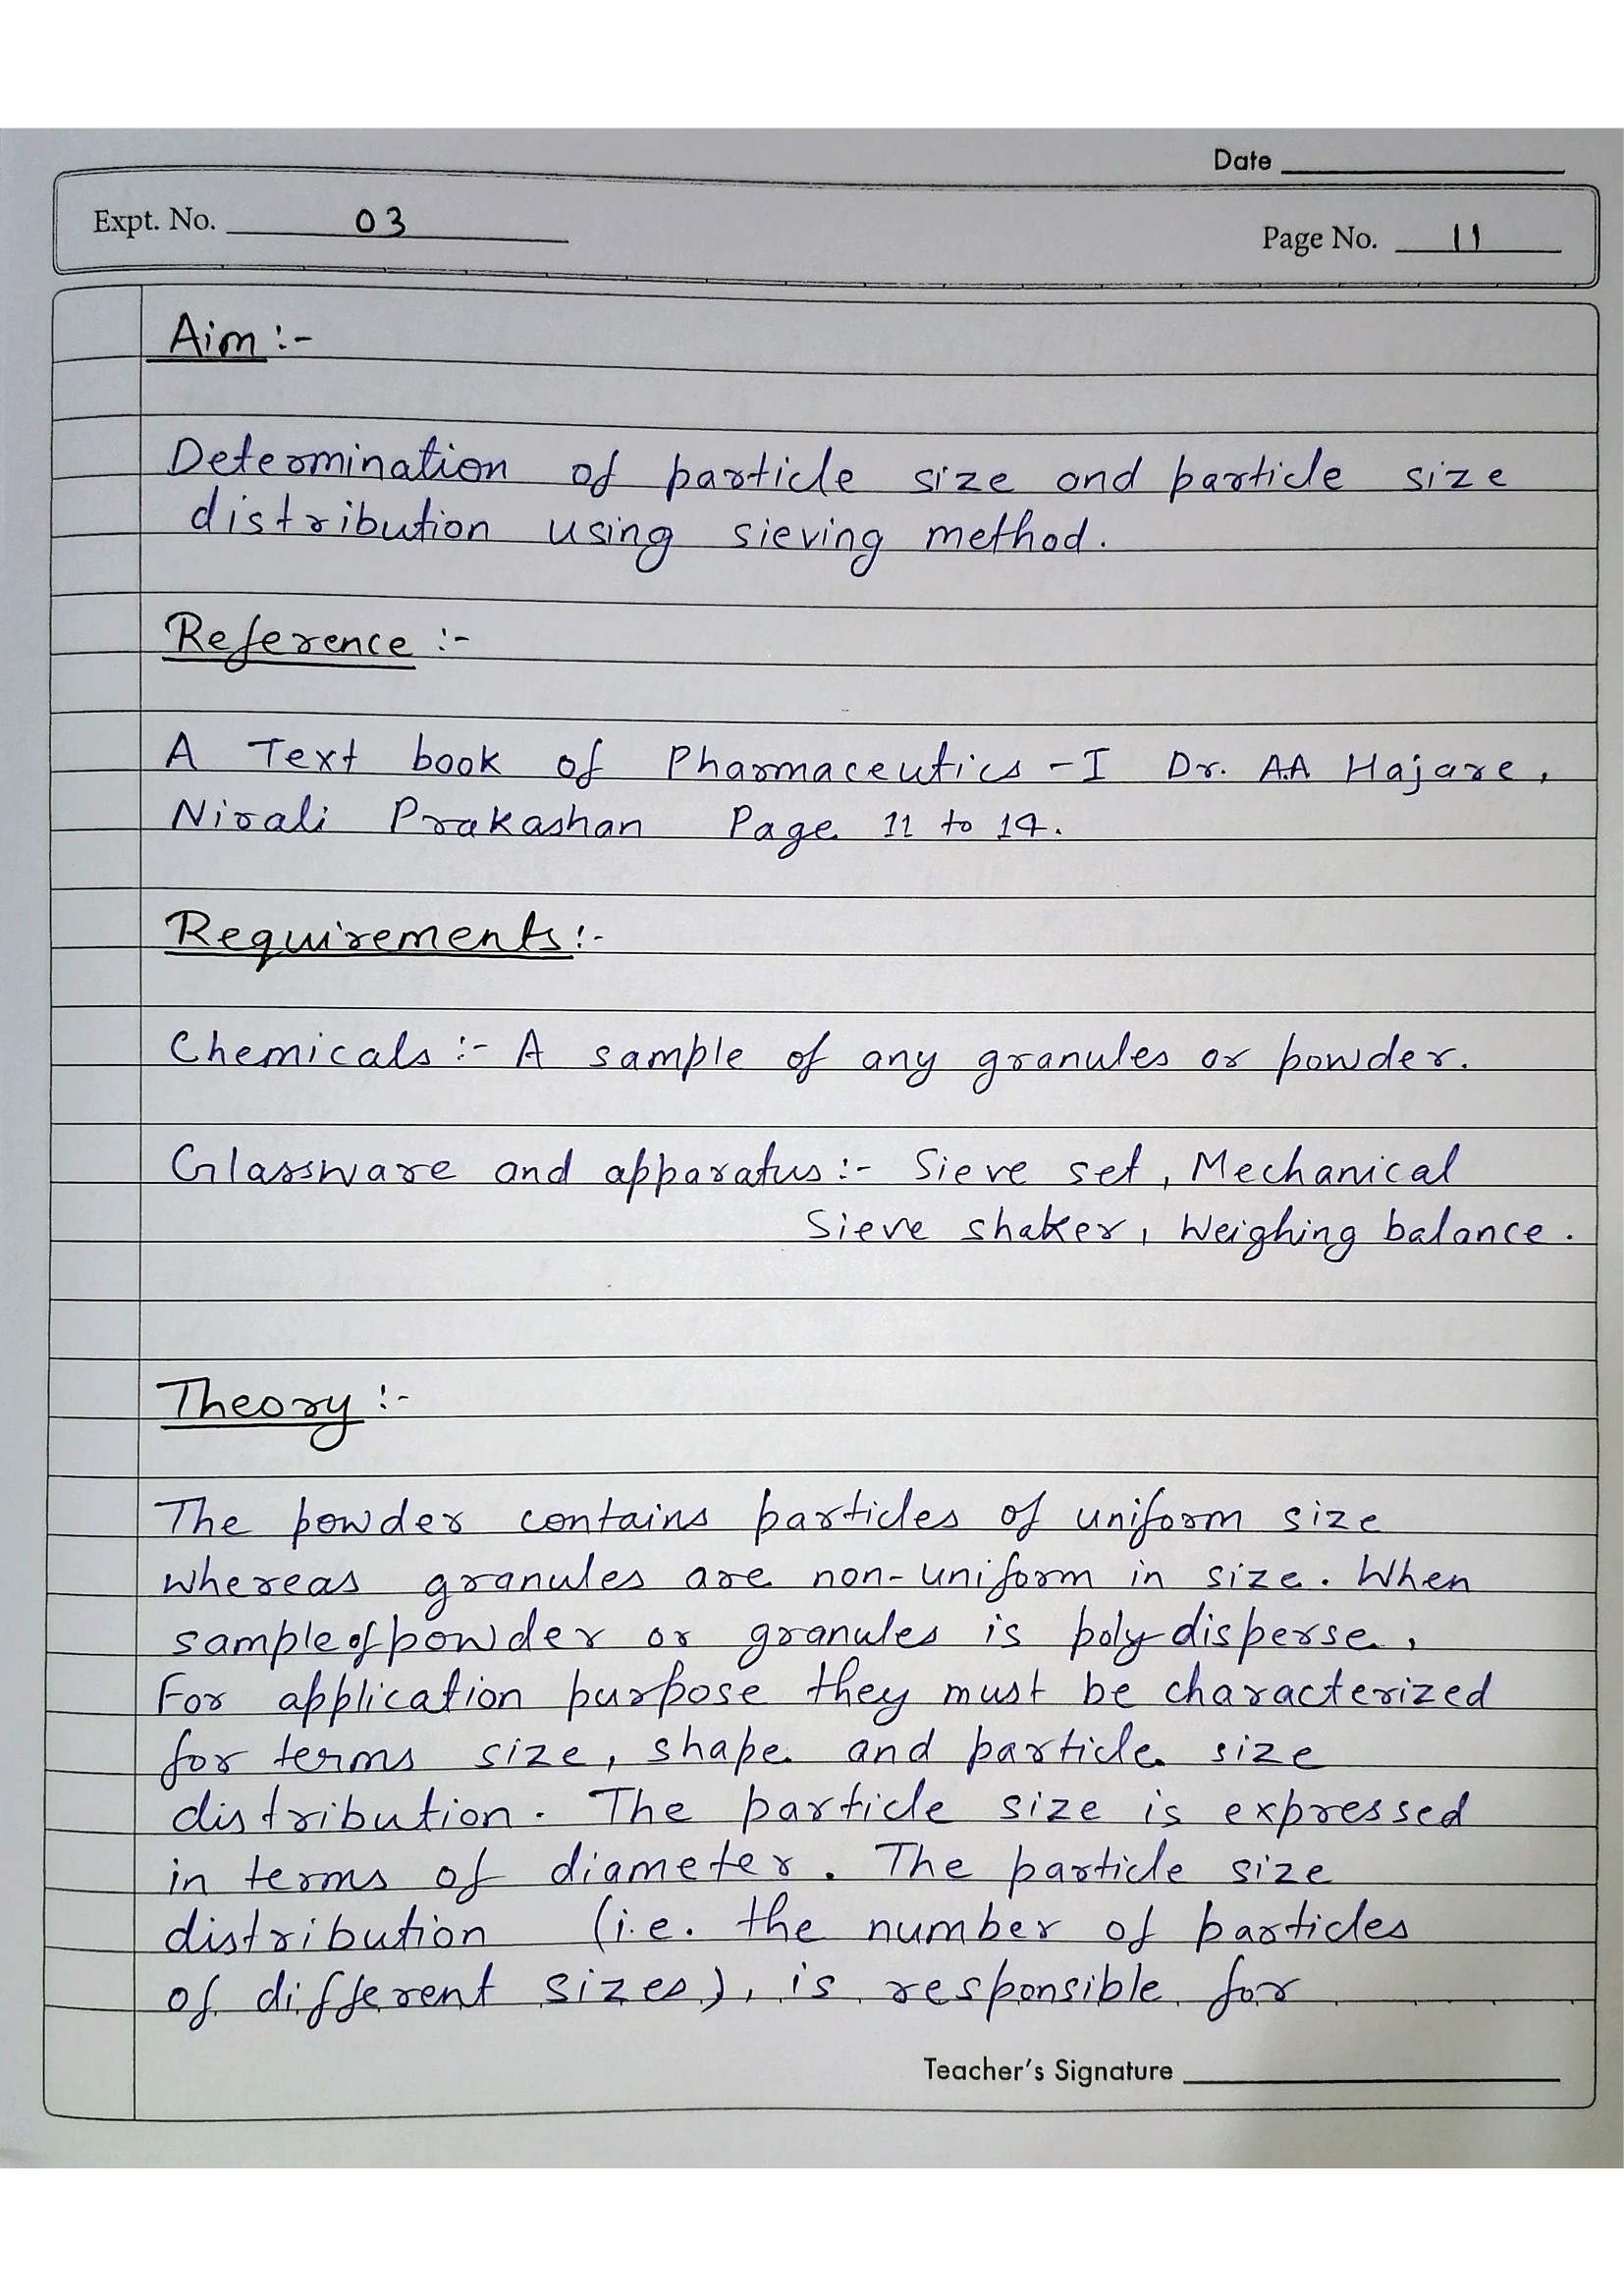 Date
Expt. No. 03
Page No. 11
Aim :-
Determination of particle size and particle size
distribution using sieving method.
Reference :-
A Text book of Pharmaceutics -I Dr. A.A Hajare,
Nirali Prakashan Page 11 to 14.
Requirements :-
Chemicals :- A sample of any granules or powder.
Glassware and apparatus :- Sieve set, Mechanical
Sieve shaker, Weighing balance.
Theory :-
The powder contains particles of uniform size
whereas granules are non-uniform in size. When
sample of powder or granules is poly-disperse,
For application purpose they must be characterized
for terms size, shape and particle size
distribution. The particle size is expressed
in terms of diameter. The particle size
distribution (i.e. the number of particles
of different sizes), is responsible for
Teacher's Signature